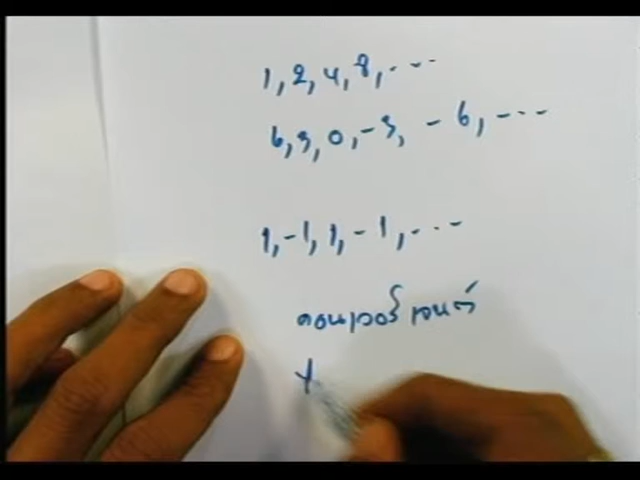 1, 2, 4, 8, ...
6, 3, 0, -3, -6, ...
1, -1, 1, -1, ...